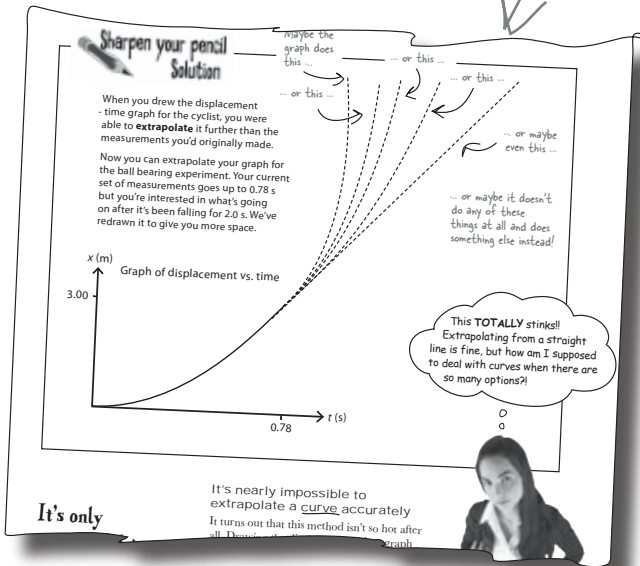 Sharpen your pencil
Solution
Maybe the
graph does
this ...
... or this ...
... or this ...
... or this ...
... or maybe
even this ...
... or maybe it doesn't
do any of these
things at all and does
something else instead!
When you drew the displacement
- time graph for the cyclist, you were
able to extrapolate it further than the
measurements you'd originally made.
Now you can extrapolate your graph for
the ball bearing experiment. Your current
set of measurements goes up to 0.78 s
but you're interested in what's going
on after it's been falling for 2.0 s. We've
redrawn it to give you more space.
x (m)
Graph of displacement vs. time
3.00
t (s)
0.78
This TOTALLY stinks!!
Extrapolating from a straight
line is fine, but how am I supposed
to deal with curves when there are
so many options?!
It's only
It's nearly impossible to
extrapolate a curve accurately
It turns out that this method isn't so hot after
all. Drawing the graph